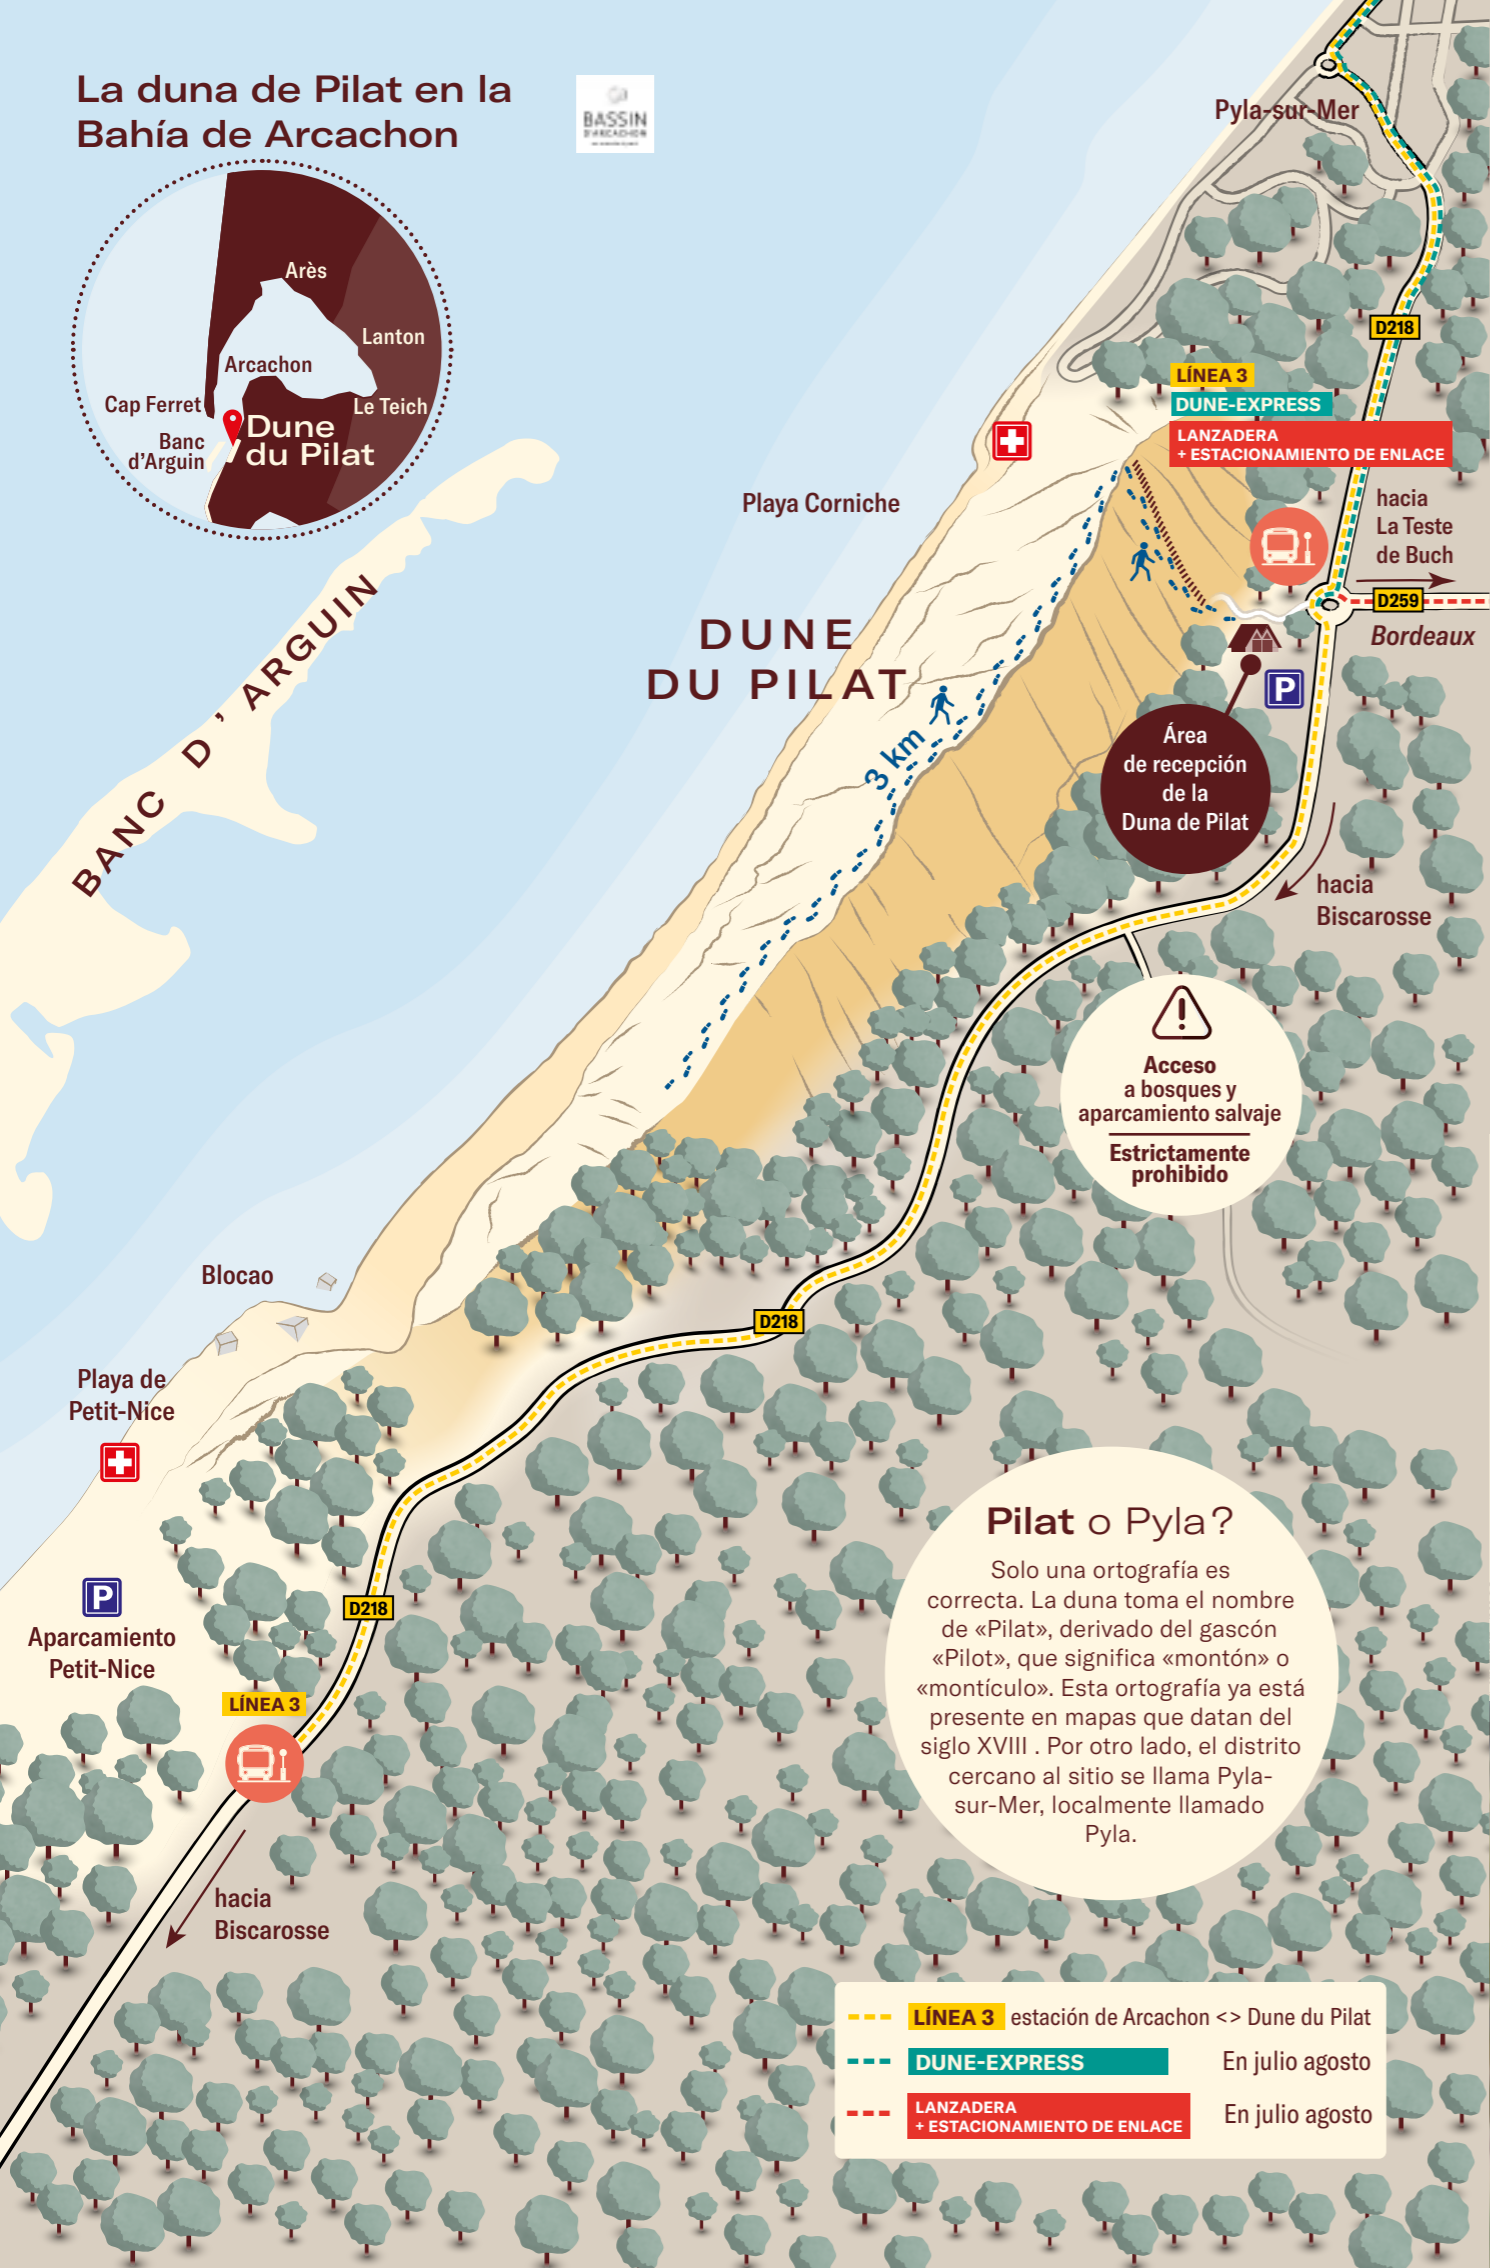 La duna de Pilat en la
Bahía de Arcachon
BASSIN
D'ARCACHON
Arès
Lanton
Arcachon
Cap Ferret
Le Teich
Banc
d'Arguin
Dune
du Pilat
BANC D'ARGUIN
Pyla-sur-Mer
D218
LÍNEA 3
DUNE-EXPRESS
LANZADERA
+ ESTACIONAMIENTO DE ENLACE
hacia
La Teste
de Buch
D259
Bordeaux
Playa Corniche
DUNE
DU PILAT
3 km
P
Área
de recepción
de la
Duna de Pilat
hacia
Biscarosse
Acceso
a bosques y
aparcamiento salvaje
Estrictamente
prohibido
Blocao
D218
Playa de
Petit-Nice
P
Aparcamiento
Petit-Nice
D218
LÍNEA 3
hacia
Biscarosse
Pilat o Pyla?
Solo una ortografía es
correcta. La duna toma el nombre
de «Pilat», derivado del gascón
«Pilot», que significa «montón» o
«montículo». Esta ortografía ya está
presente en mapas que datan del
siglo XVIII . Por otro lado, el distrito
cercano al sitio se llama Pyla-
sur-Mer, localmente llamado
Pyla.
LÍNEA 3 estación de Arcachon <> Dune du Pilat
DUNE-EXPRESS En julio agosto
LANZADERA
+ ESTACIONAMIENTO DE ENLACE En julio agosto